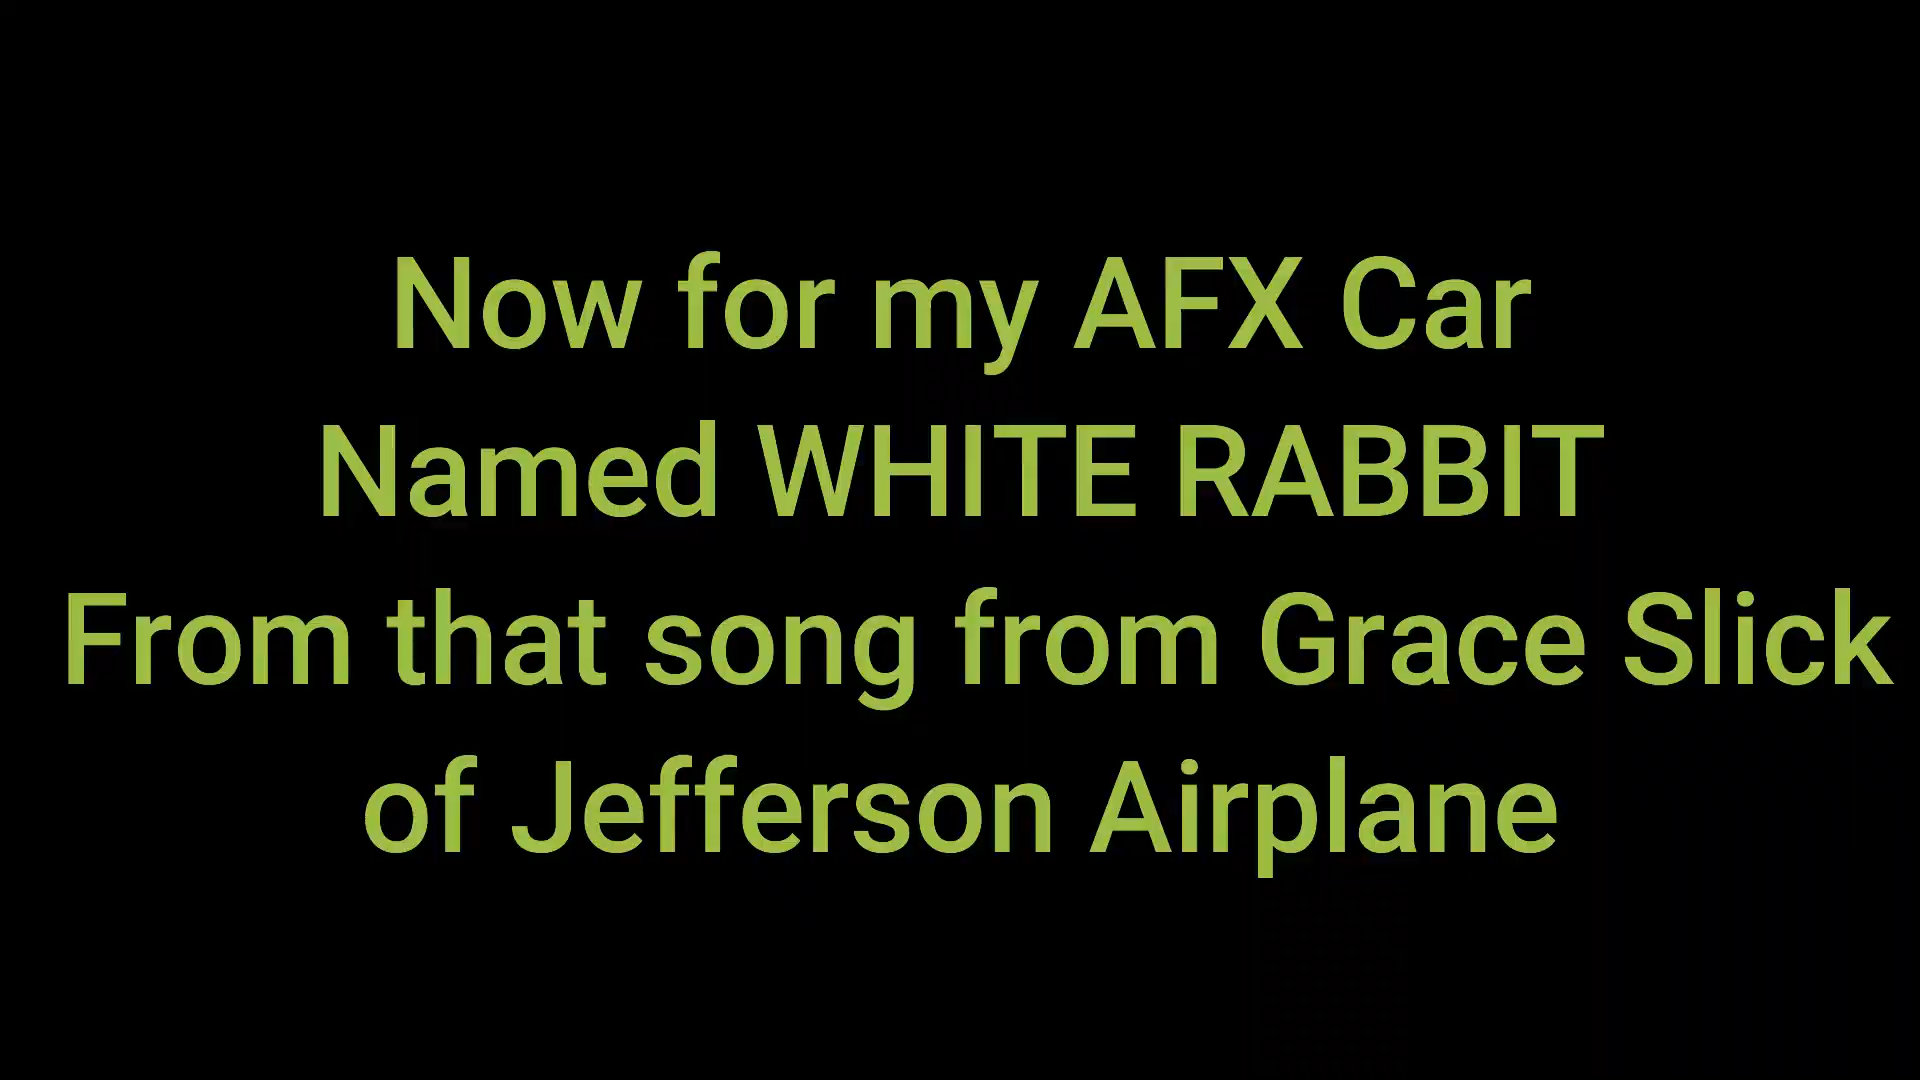 Now for my AFX Car
Named WHITE RABBIT
From that song from Grace Slick
of Jefferson Airplane